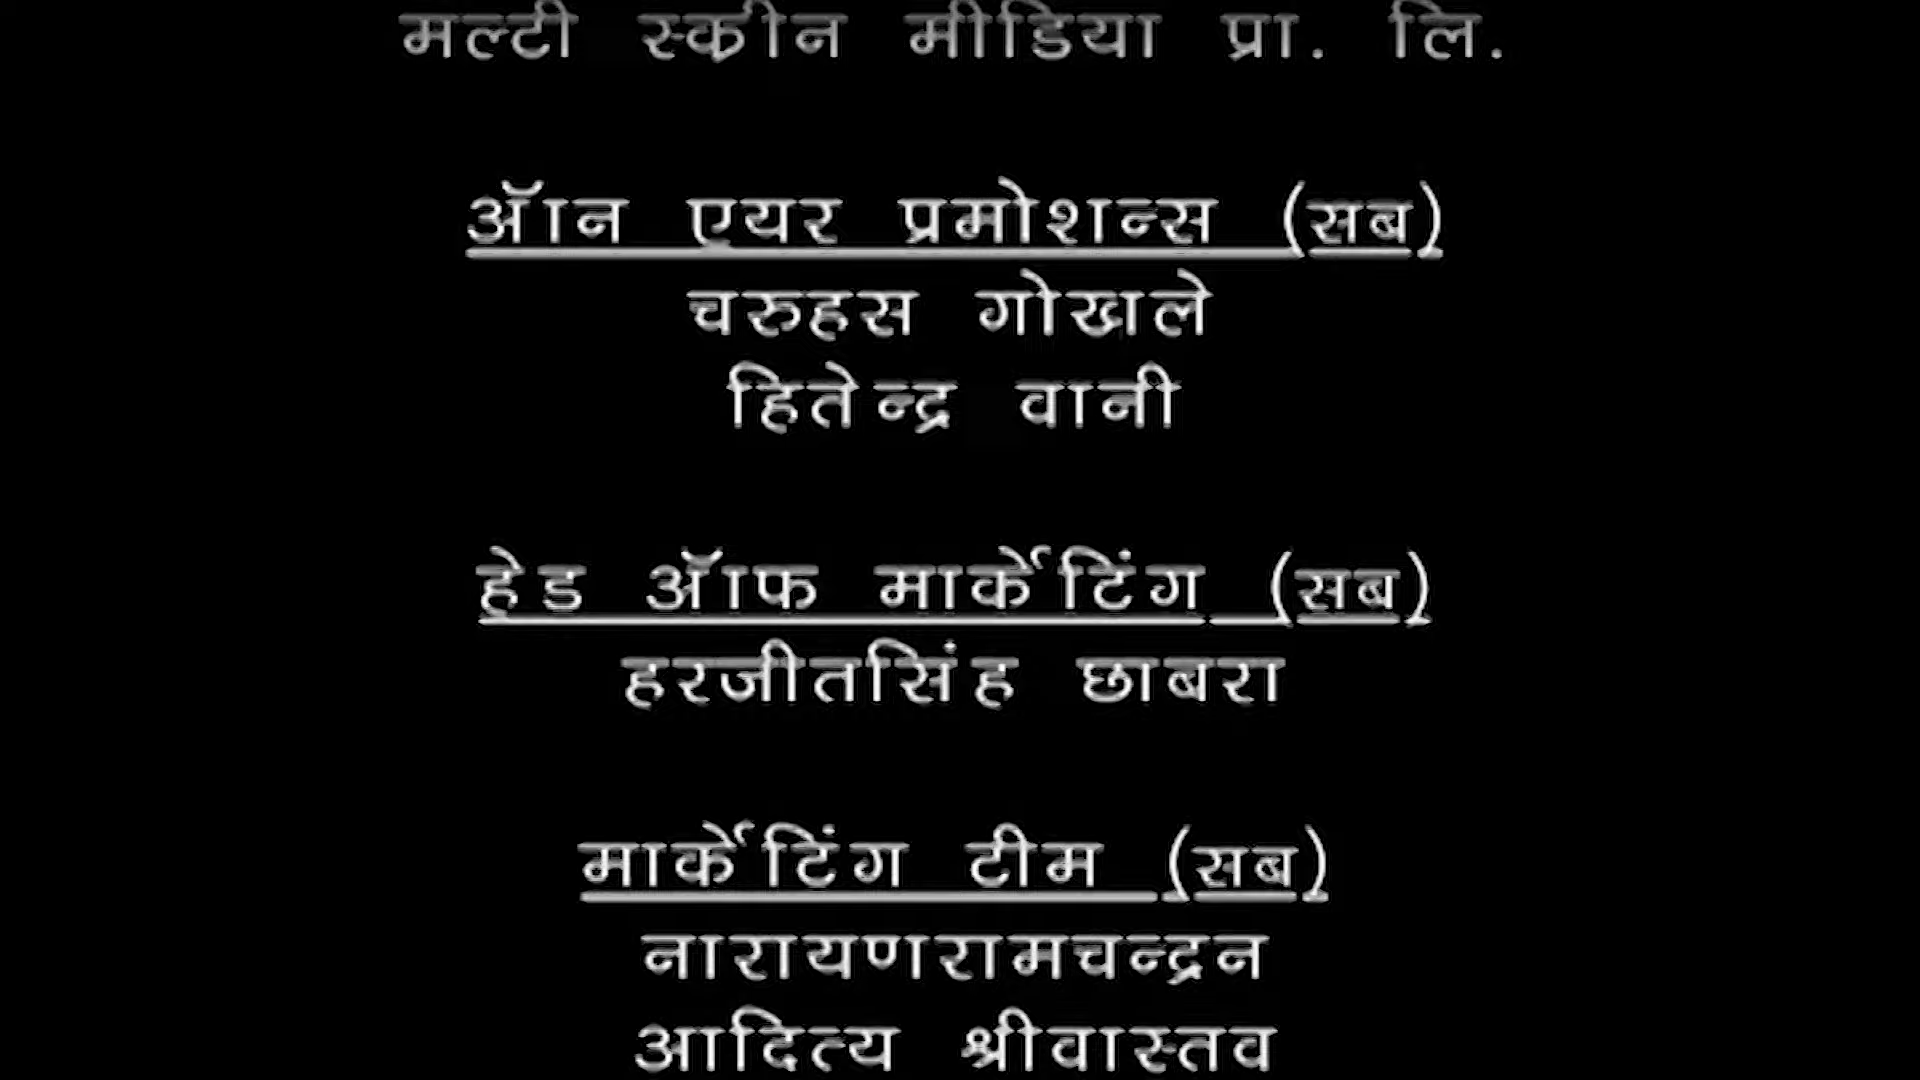 मल्टी स्क्रीन मीडिया प्रा. लि.
ऑन एयर प्रमोशन्स (सब)
चरुहस गोखले
हितेन्द्र वानी
हेड ऑफ मार्केटिंग (सब)
हरजीतसिंह छाबरा
मार्केटिंग टीम (सब)
नारायणरामचन्द्रन
आदित्य श्रीवास्तव